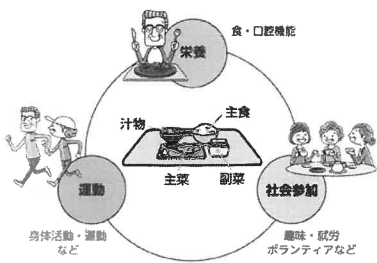 栄養
食・口腔機能
汁物
主食
主菜
副菜
運動
身体活動・運動
など
社会参加
趣味・就労
ボランティアなど